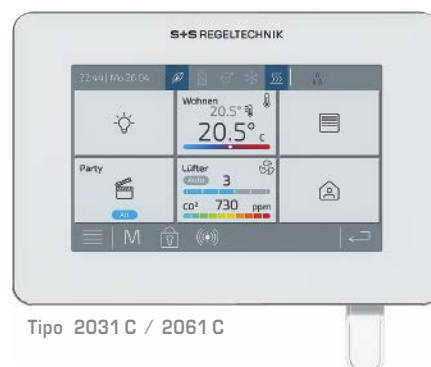 S+S REGELTECHNIK
22:44 | Mo 26.04
Wohnen
20.5°
20.5° c
Party
An
Lüfter
Auto 3
CO² 730 ppm
M
Tipo 2031 C / 2061 C